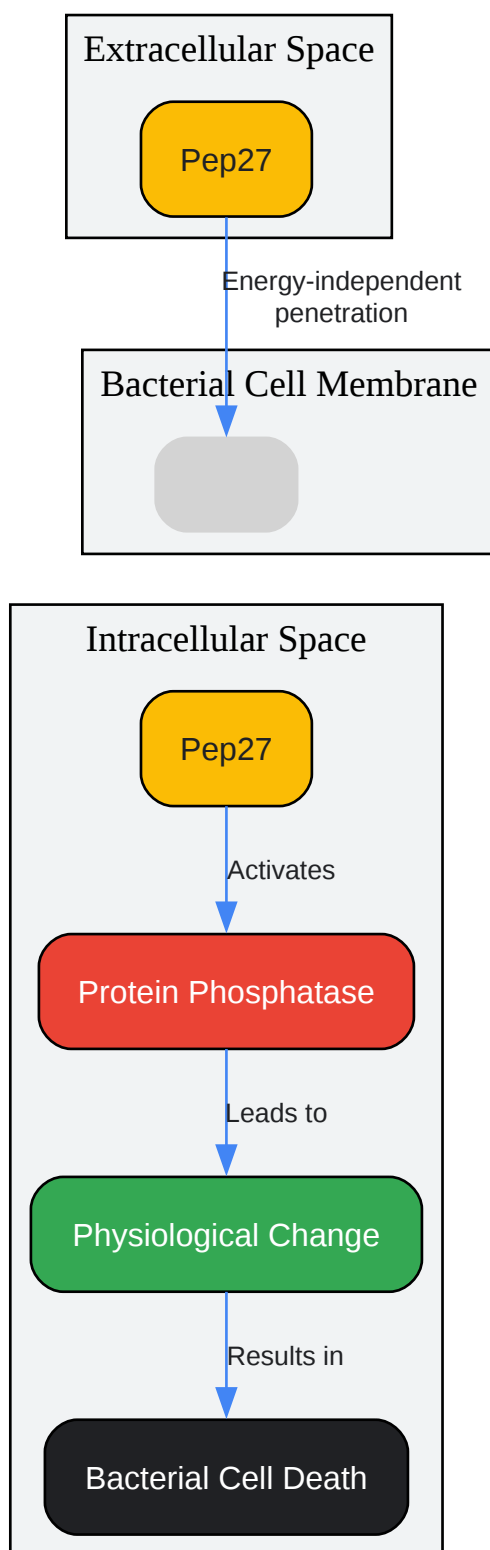 Extracellular Space
Pep27
Energy-independent
penetration
Bacterial Cell Membrane
Intracellular Space
Pep27
Activates
Protein Phosphatase
Leads to
Physiological Change
Results in
Bacterial Cell Death